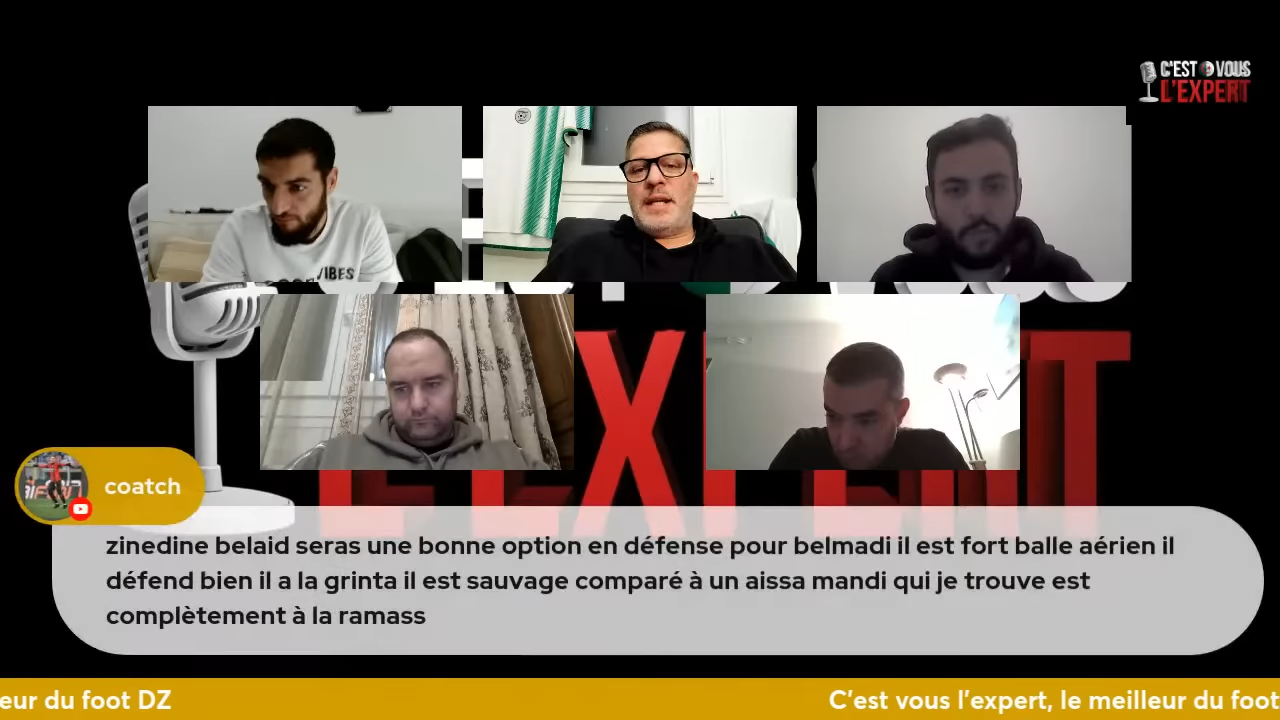 C'EST VOUS
L'EXPERT
VIBES
L'EXPERT
coatch
zinedine belaid seras une bonne option en défense pour belmadi il est fort balle aérien il
défend bien il a la grinta il est sauvage comparé à un aissa mandi qui je trouve est
complètement à la ramass
eur du foot DZ
C'est vous l'expert, le meilleur du foot